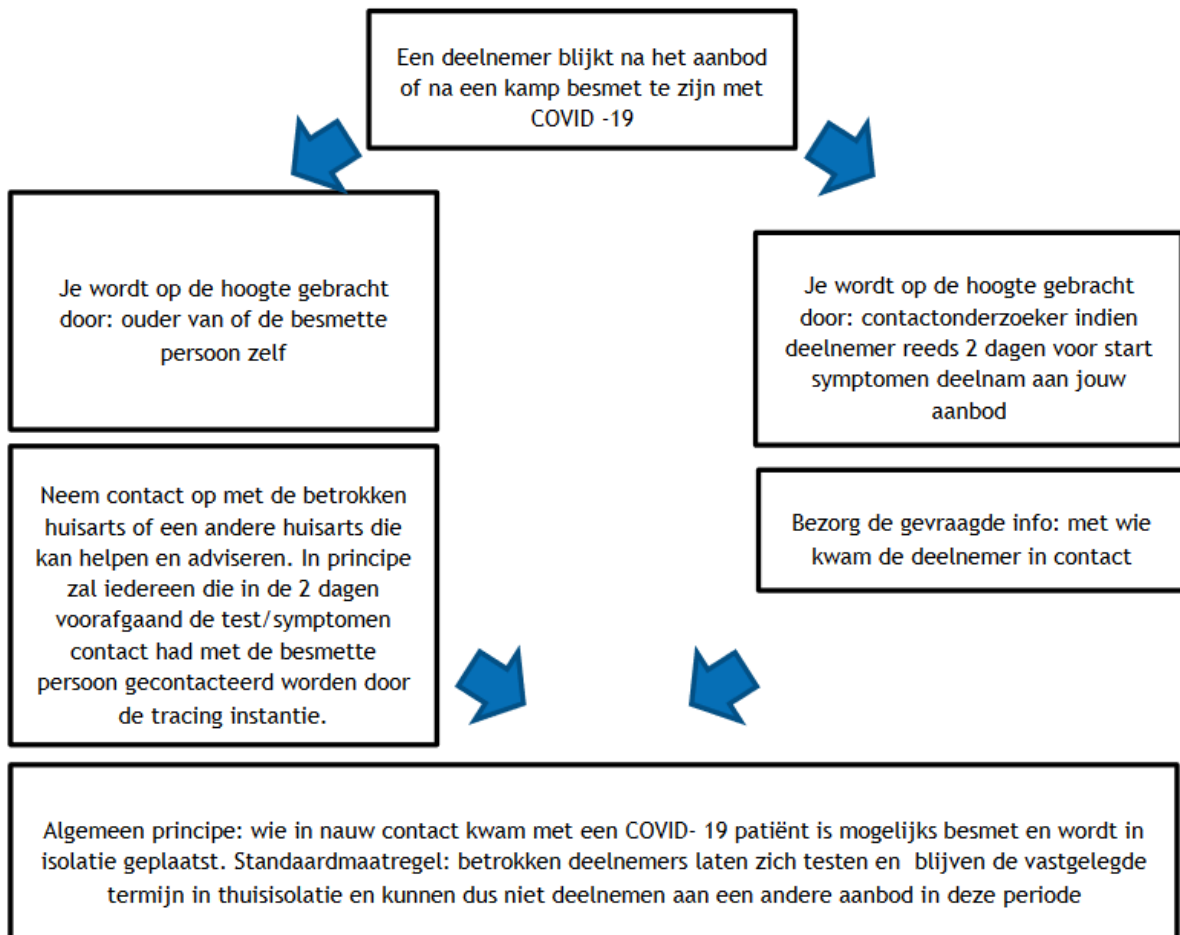 Een deelnemer blijkt na het aanbod
of na een kamp besmet te zijn met
COVID -19
Je wordt op de hoogte gebracht
door: ouder van of de besmette
persoon zelf
Neem contact op met de betrokken
huisarts of een andere huisarts die
kan helpen en adviseren. In principe
zal iedereen die in de 2 dagen
voorafgaand de test/symptomen
contact had met de besmette
persoon gecontacteerd worden door
de tracing instantie.
Je wordt op de hoogte gebracht
door: contactonderzoeker indien
deelnemer reeds 2 dagen voor start
symptomen deelnam aan jouw
aanbod
Bezorg de gevraagde info: met wie
kwam de deelnemer in contact
Algemeen principe: wie in nauw contact kwam met een COVID- 19 patiënt is mogelijks besmet en wordt in
isolatie geplaatst. Standaardmaatregel: betrokken deelnemers laten zich testen en  blijven de vastgelegde
termijn in thuisisolatie en kunnen dus niet deelnemen aan een andere aanbod in deze periode